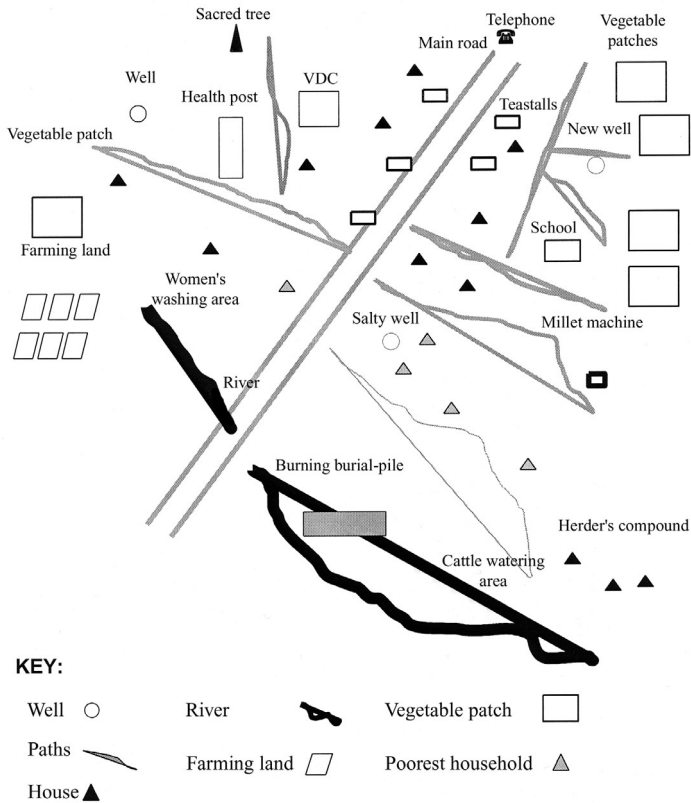 Sacred tree
Telephone
Main road
Vegetable
patches
Well
VDC
Health post
Teastalls
New well
Vegetable patch
School
Farming land
Women's
washing area
Salty well
Millet machine
River
Burning burial-pile
Herder's compound
Cattle watering
area
KEY:
Well
River
Vegetable patch
Paths
Farming land
Poorest household
House